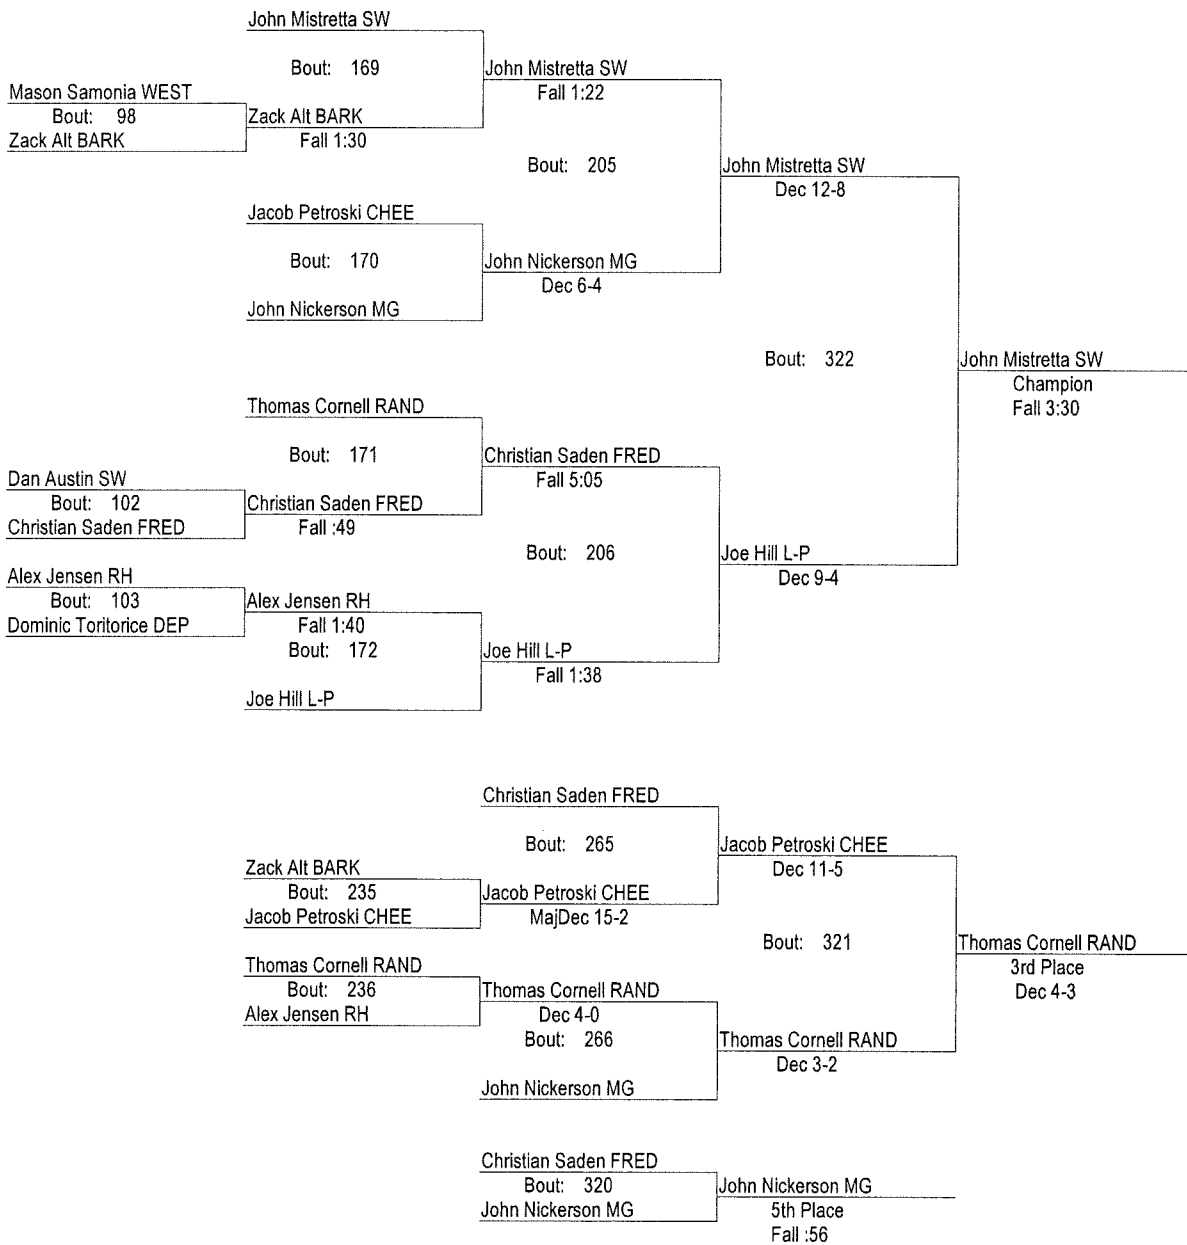 John Mistretta SW
Bout: 169
John Mistretta SW
Fall 1:22
Mason Samonia WEST
Bout: 98
Zack Alt BARK
Zack Alt BARK
Fall 1:30
Bout: 205
John Mistretta SW
Dec 12-8
Jacob Petroski CHEE
Bout: 170
John Nickerson MG
Dec 6-4
John Nickerson MG
Bout: 322
John Mistretta SW
Champion
Fall 3:30
Thomas Cornell RAND
Bout: 171
Christian Saden FRED
Fall 5:05
Dan Austin SW
Bout: 102
Christian Saden FRED
Christian Saden FRED
Fall :49
Bout: 206
Joe Hill L-P
Dec 9-4
Alex Jensen RH
Bout: 103
Dominic Toritorice DEP
Alex Jensen RH
Fall 1:40
Bout: 172
Joe Hill L-P
Fall 1:38
Joe Hill L-P
Christian Saden FRED
Bout: 265
Jacob Petroski CHEE
Dec 11-5
Zack Alt BARK
Bout: 235
Jacob Petroski CHEE
Jacob Petroski CHEE
MajDec 15-2
Bout: 321
Thomas Cornell RAND
3rd Place
Dec 4-3
Thomas Cornell RAND
Bout: 236
Alex Jensen RH
Thomas Cornell RAND
Dec 4-0
Bout: 266
Thomas Cornell RAND
Dec 3-2
John Nickerson MG
Christian Saden FRED
Bout: 320
John Nickerson MG
John Nickerson MG
5th Place
Fall :56